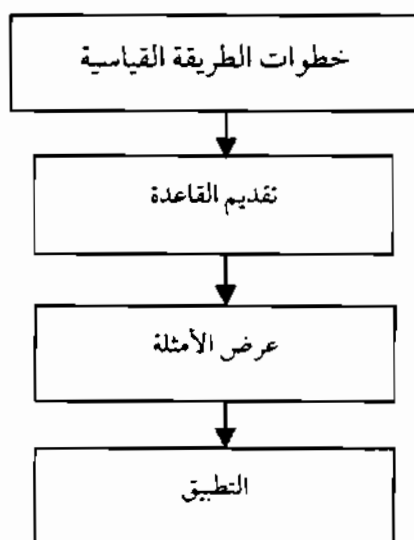 خطوات الطريقة القياسية
تقديم القاعدة
عرض الأمثلة
التطبيق